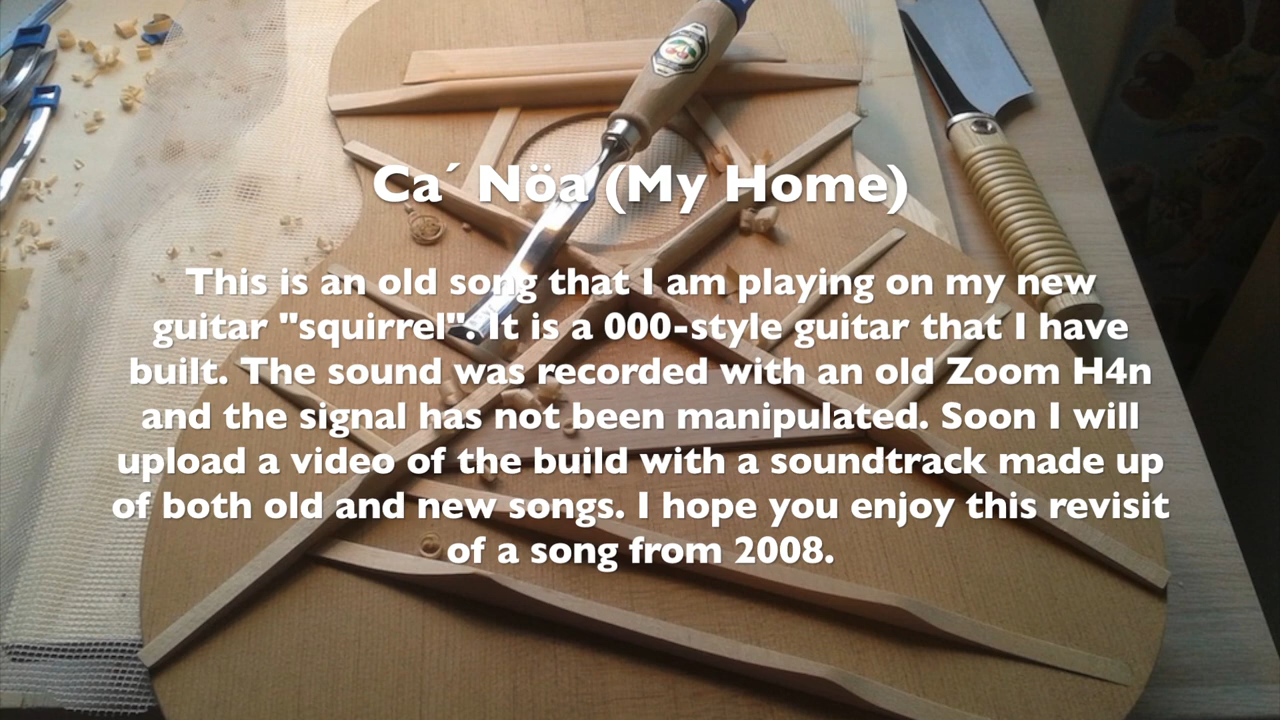 Ca´ Nöa (My Home)
This is an old song that I am playing on my new
guitar "squirrel". It is a 000-style guitar that I have
built. The sound was recorded with an old Zoom H4n
and the signal has not been manipulated. Soon I will
upload a video of the build with a soundtrack made up
of both old and new songs. I hope you enjoy this revisit
of a song from 2008.